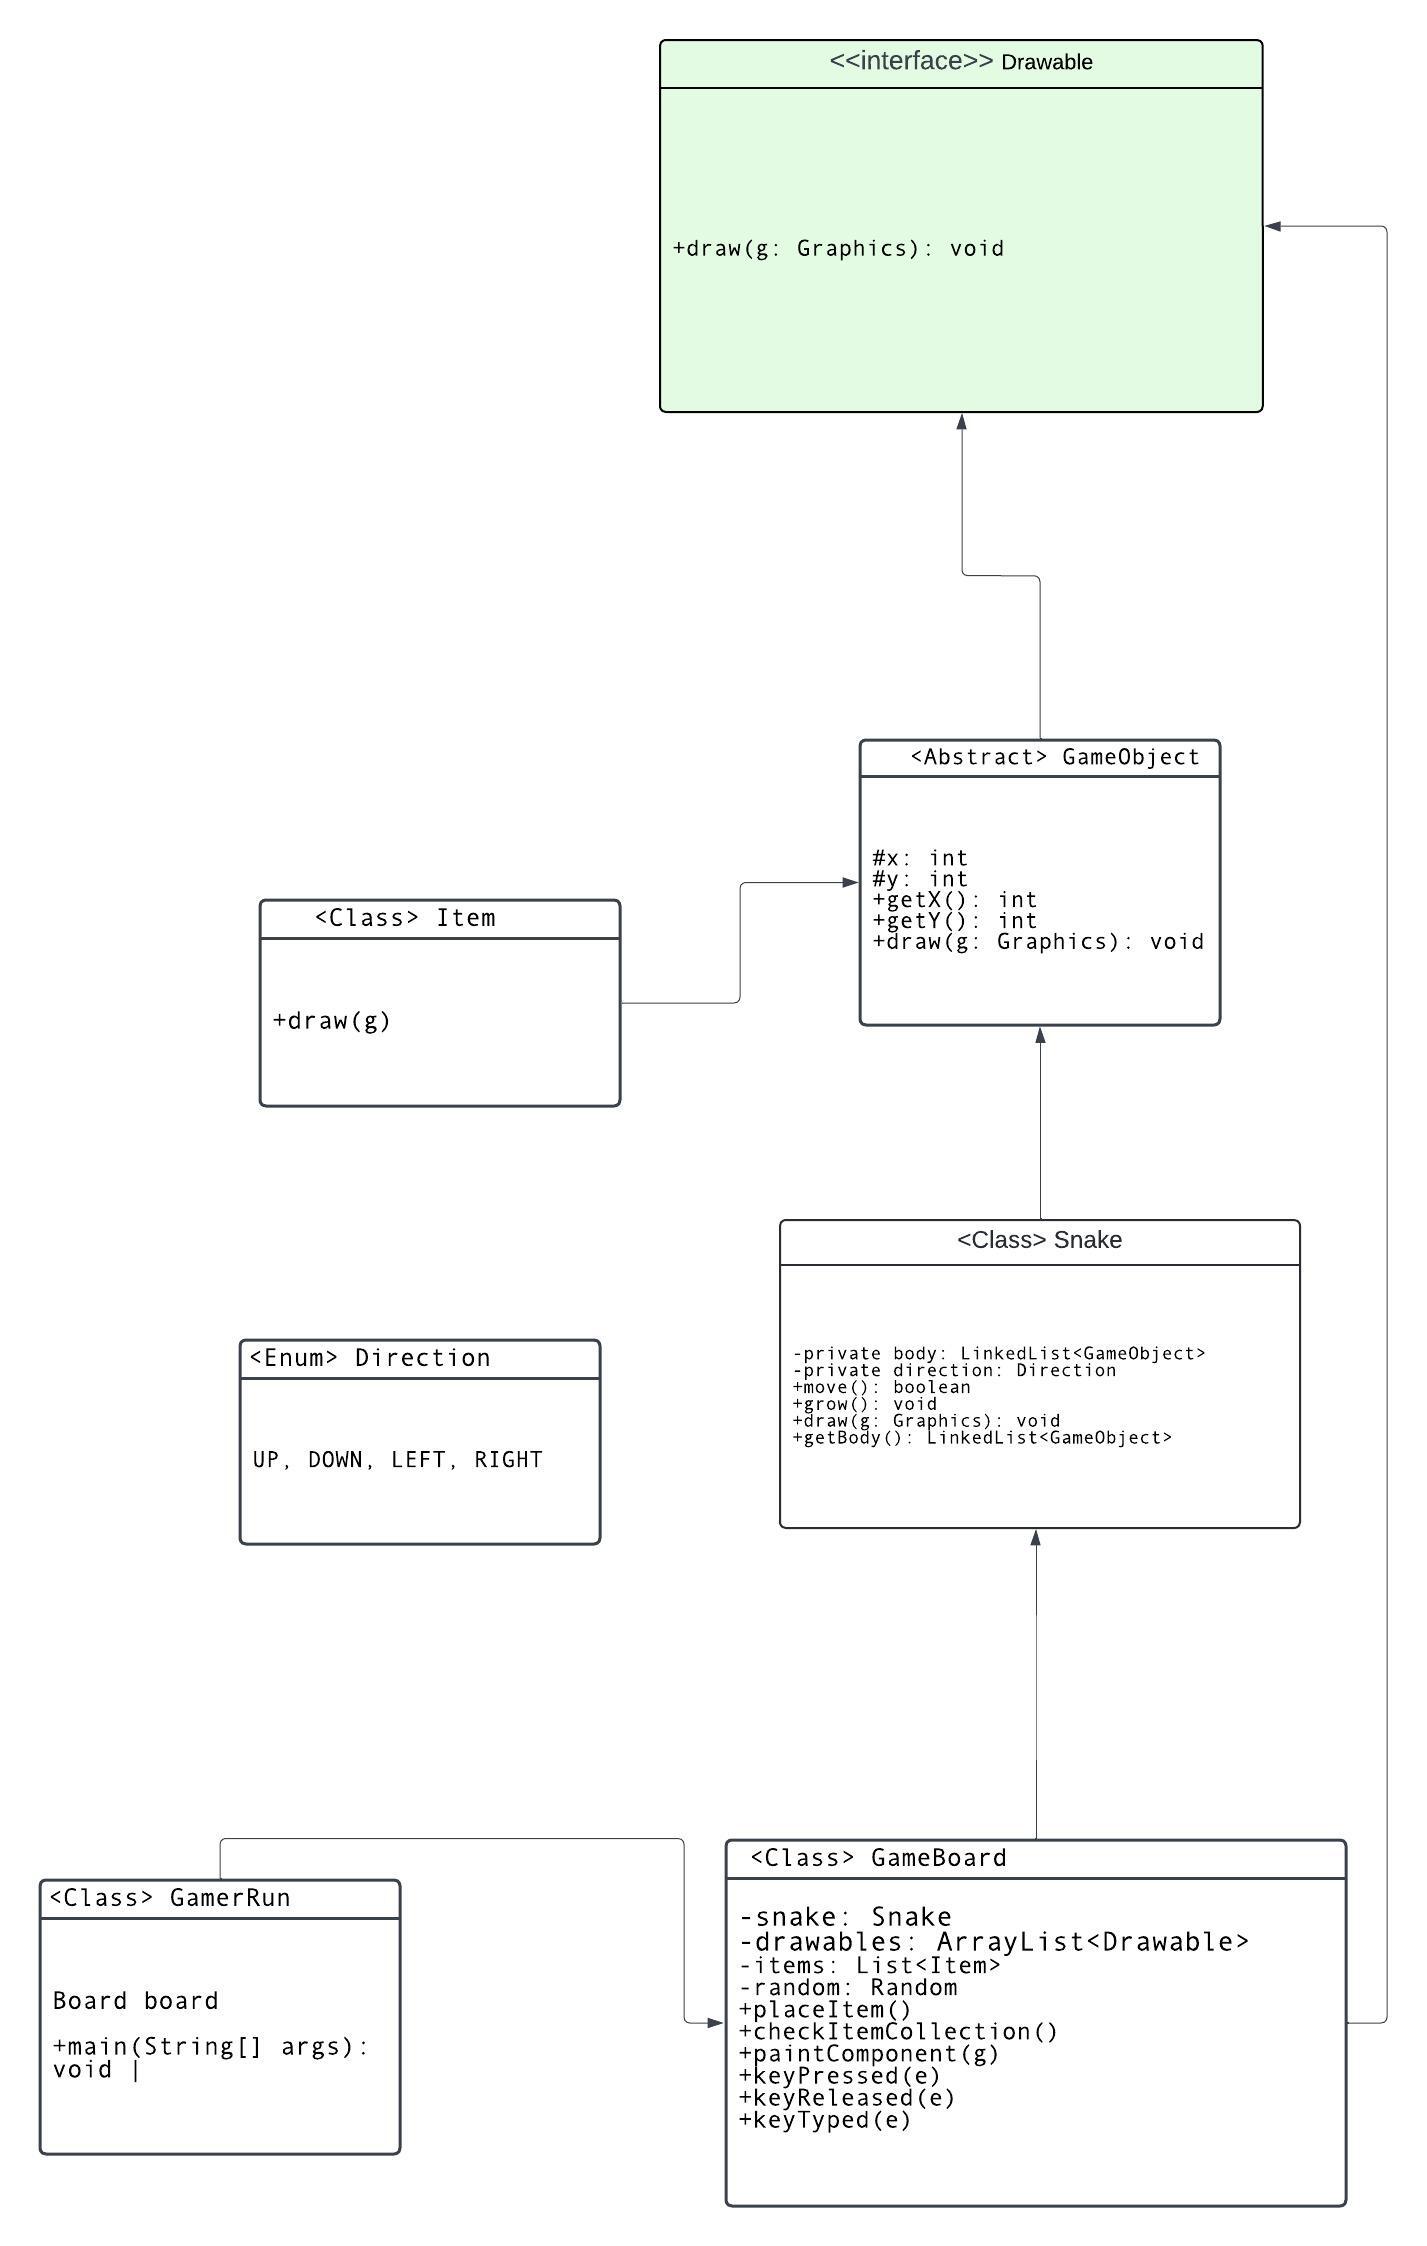 <<interface>> Drawable
+draw(g: Graphics): void
<Abstract> GameObject
#x: int
#y: int
+getX(): int
+getY(): int
+draw(g: Graphics): void
<Class> Item
+draw(g)
<Class> Snake
-private body: LinkedList<GameObject>
-private direction: Direction
+move(): boolean
+grow(): void
+draw(g: Graphics): void
+getBody(): LinkedList<GameObject>
<Enum> Direction
UP, DOWN, LEFT, RIGHT
<Class> GameBoard
-snake: Snake
-drawables: ArrayList<Drawable>
-items: List<Item>
-random: Random
+placeItem()
+checkItemCollection()
+paintComponent(g)
+keyPressed(e)
+keyReleased(e)
+keyTyped(e)
<Class> GamerRun
Board board
+main(String[] args):
void |